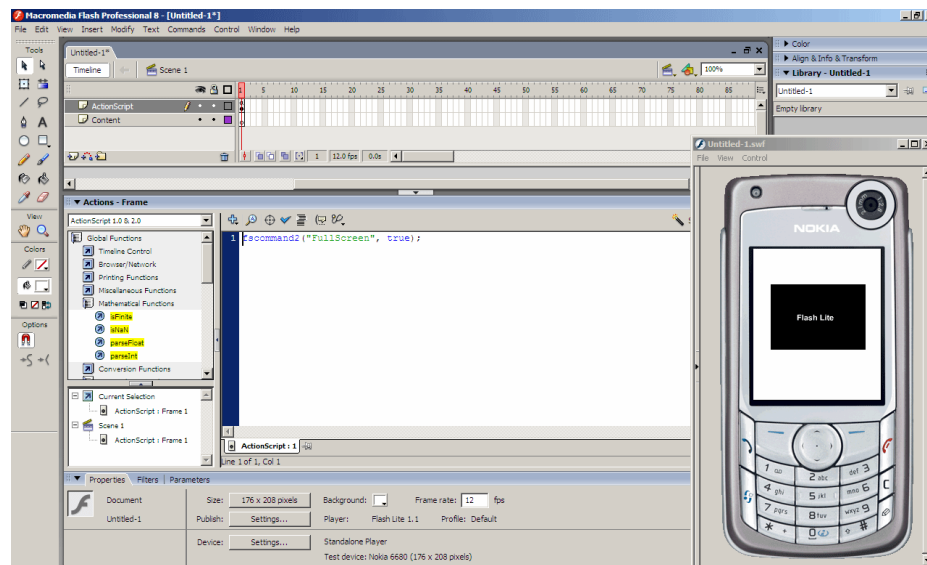 Macromedia Flash Professional 8 - [Untitled-1*]
File Edit View Insert Modify Text Commands Control Window Help
Tools
View
Colors
Options
Untitled-1*
Timeline
Scene 1
100%
1 5 10 15 20 25 30 35 40 45 50 55 60 65 70 75 80 85
ActionScript
Content
1 12.0 fps 0.0s
Actions - Frame
ActionScript 1.0 & 2.0
Global Functions
Timeline Control
Browser/Network
Printing Functions
Miscellaneous Functions
Mathematical Functions
isFinite
isNaN
parseFloat
parseInt
Conversion Functions
Current Selection
ActionScript : Frame 1
Scene 1
ActionScript : Frame 1
1 fscommand2("FullScreen", true);
ActionScript : 1
Line 1 of 1, Col 1
Properties Filters Parameters
Document
Untitled-1
Size: 176 x 208 pixels
Background:
Frame rate: 12 fps
Publish: Settings...
Player: Flash Lite 1.1
Profile: Default
Device: Settings...
Standalone Player
Test device: Nokia 6680 (176 x 208 pixels)
Color
Align & Info & Transform
Library - Untitled-1
Untitled-1
Empty library
Untitled-1.swf
File View Control
NOKIA
Flash Lite
1
2 abc
def 3
4 ghi
5 jkl
mno 6
7 pqrs
8 tuv
wxyz 9
* +
0
#